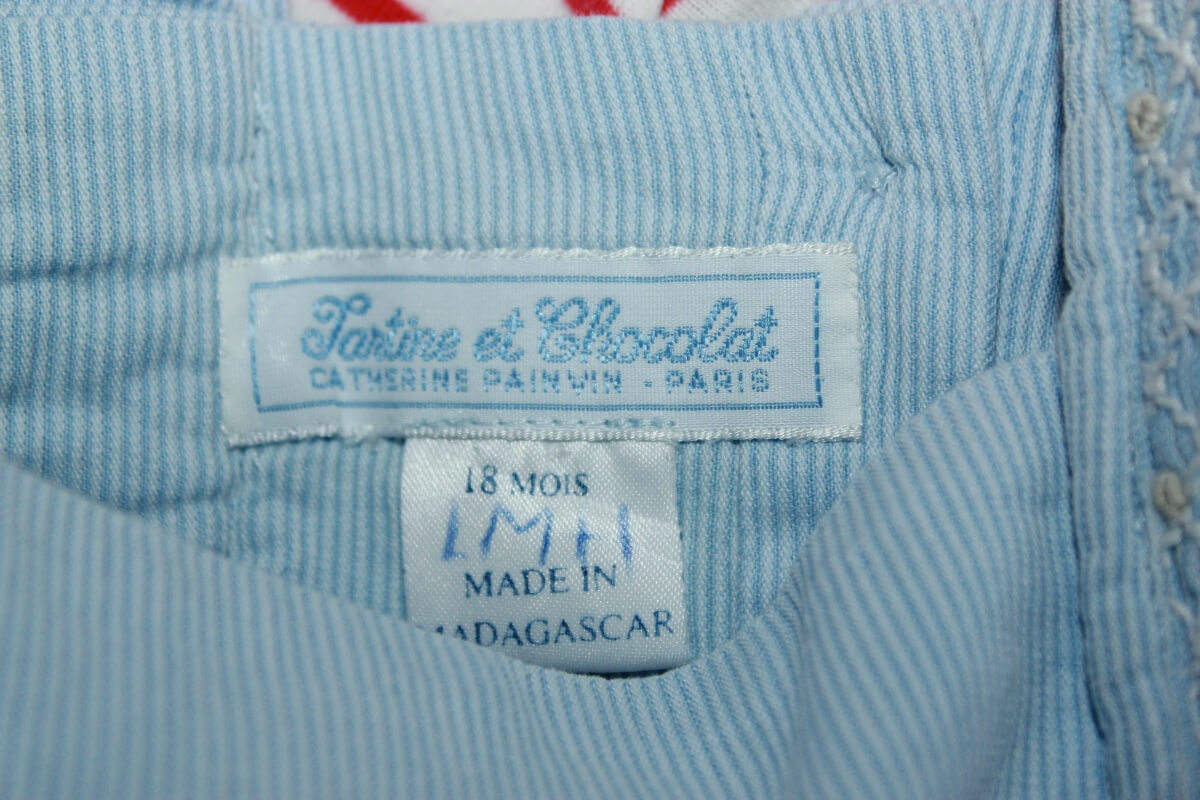 Tartine et Chocolat
CATHERINE PAINVIN - PARIS
18 MOIS
LMH
MADE IN
MADAGASCAR